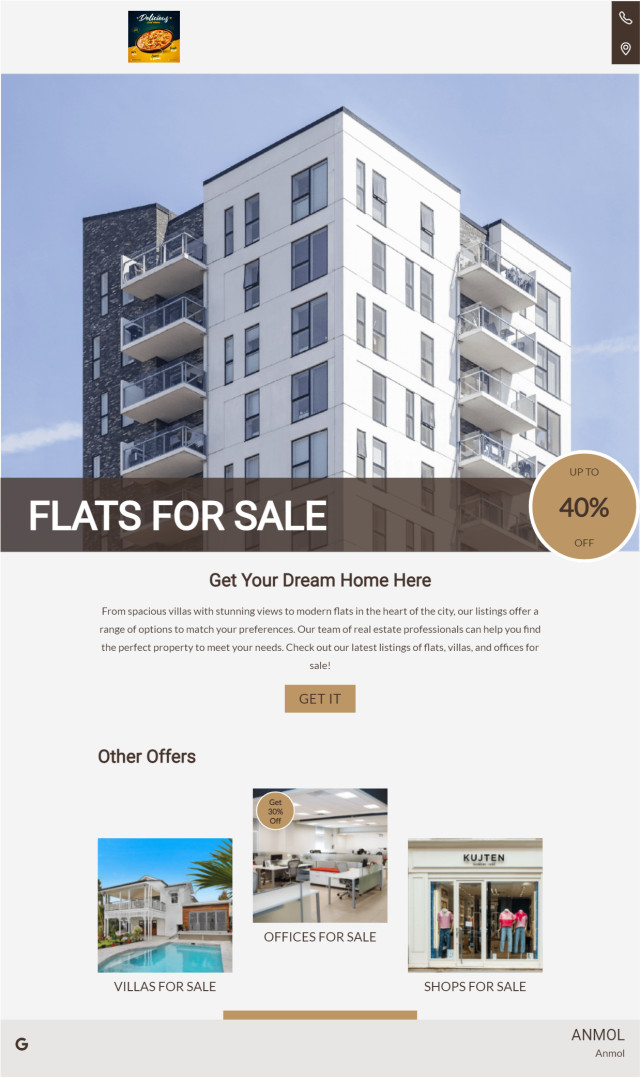 Delicious
FLATS FOR SALE
UP TO
40%
OFF
Get Your Dream Home Here
From spacious villas with stunning views to modern flats in the heart of the city, our listings offer a
range of options to match your preferences. Our team of real estate professionals can help you find
the perfect property to meet your needs. Check out our latest listings of flats, villas, and offices for
sale!
GET IT
Other Offers
Get
30%
Off
KUJTEN
VILLAS FOR SALE
OFFICES FOR SALE
SHOPS FOR SALE
G
ANMOL
Anmol